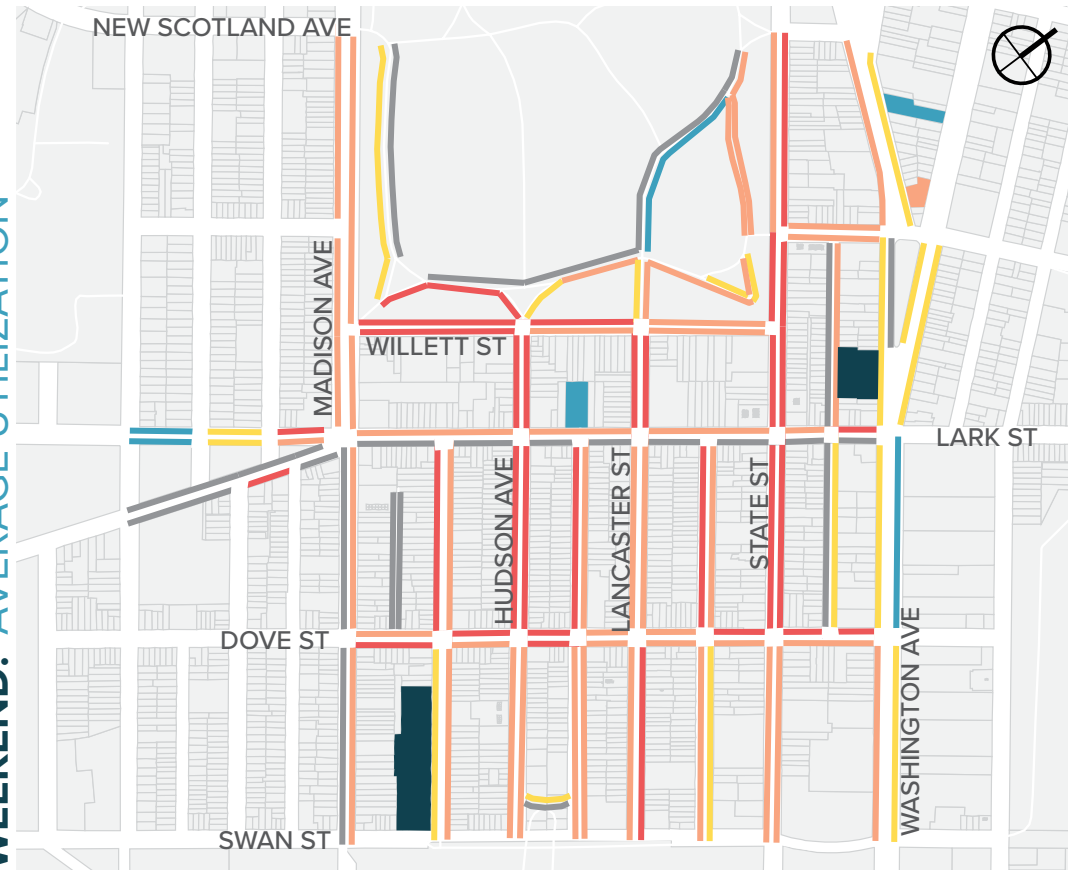 NEW SCOTLAND AVE
WEEKEND: AVERAGE UTILIZATION
MADISON AVE
WILLETT ST
LARK ST
HUDSON AVE
LANCASTER ST
STATE ST
DOVE ST
WASHINGTON AVE
SWAN ST